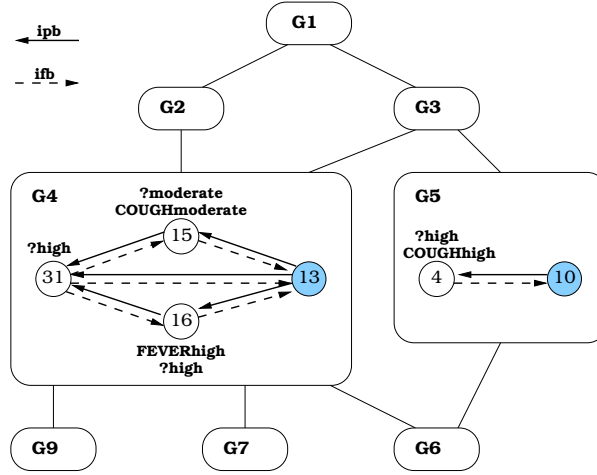 G1
ipb
ifb
G2
G3
G4
?moderate
COUGHmoderate
15
?high
31
13
16
FEVERhigh
?high
G5
?high
COUGHhigh
4
10
G9
G7
G6